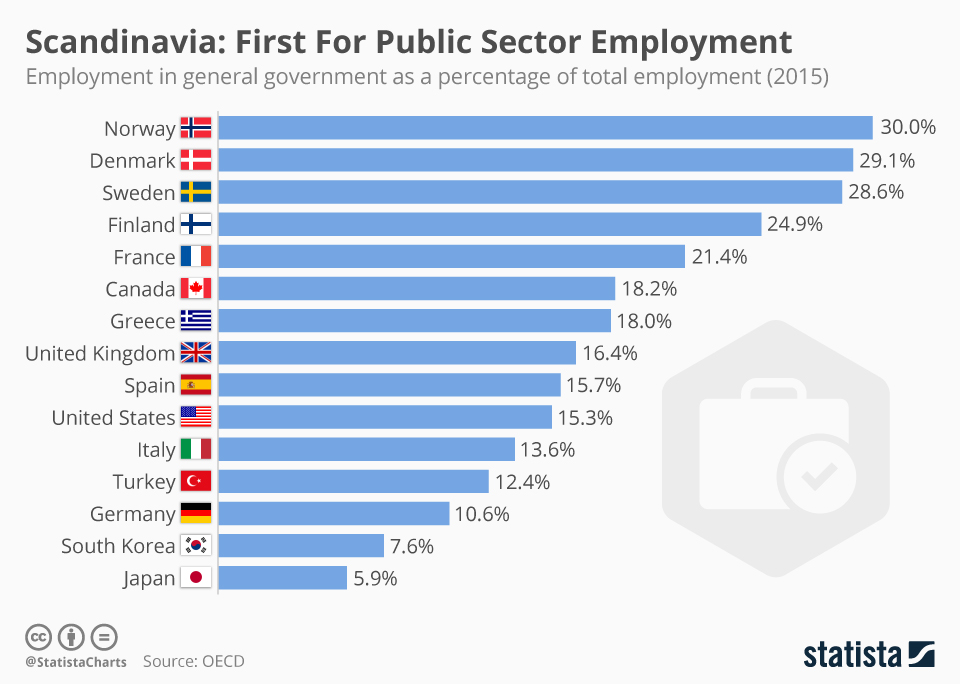 Scandinavia: First For Public Sector Employment
Employment in general government as a percentage of total employment (2015)
Norway 30.0%
Denmark 29.1%
Sweden 28.6%
Finland 24.9%
France 21.4%
Canada 18.2%
Greece 18.0%
United Kingdom 16.4%
Spain 15.7%
United States 15.3%
Italy 13.6%
Turkey 12.4%
Germany 10.6%
South Korea 7.6%
Japan 5.9%
cc
@StatistaCharts Source: OECD
statista